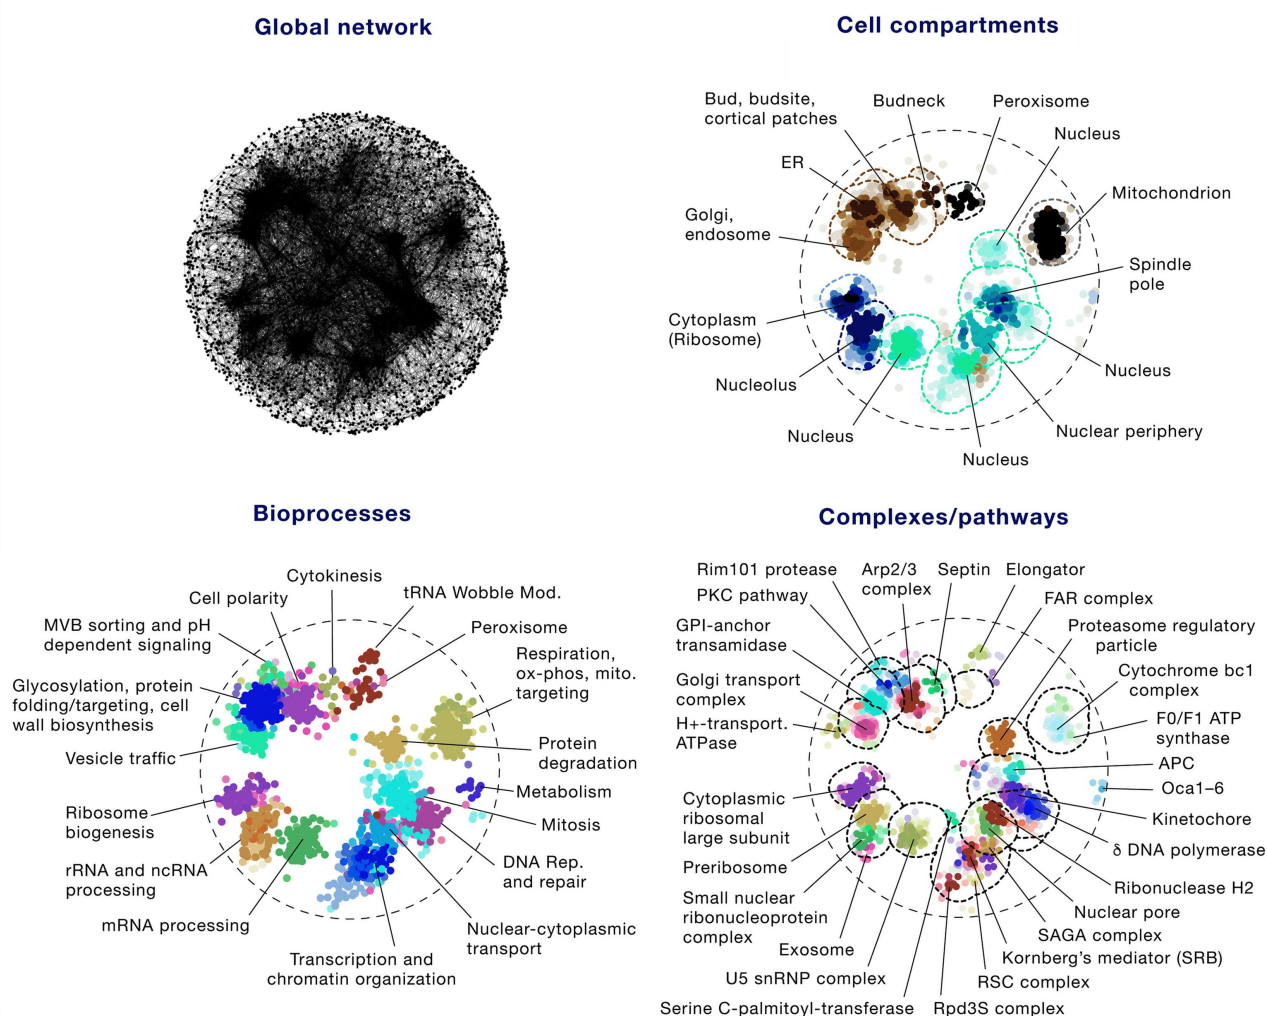 Global network
Cell compartments
Bud, budsite,
cortical patches
Budneck
Peroxisome
Nucleus
ER
Mitochondrion
Golgi,
endosome
Spindle
pole
Cytoplasm
(Ribosome)
Nucleolus
Nucleus
Nucleus
Nuclear periphery
Nucleus
Bioprocesses
Cytokinesis
tRNA Wobble Mod.
Cell polarity
MVB sorting and pH
dependent signaling
Peroxisome
Respiration,
ox-phos, mito.
targeting
Glycosylation, protein
folding/targeting, cell
wall biosynthesis
Vesicle traffic
Protein
degradation
Metabolism
Ribosome
biogenesis
Mitosis
rRNA and ncRNA
processing
DNA Rep.
and repair
mRNA processing
Nuclear-cytoplasmic
transport
Transcription and
chromatin organization
Complexes/pathways
Rim101 protease
Arp2/3
complex
Septin
Elongator
PKC pathway
FAR complex
GPI-anchor
transamidase
Proteasome regulatory
particle
Golgi transport
complex
Cytochrome bc1
complex
H+-transport.
ATPase
F0/F1 ATP
synthase
APC
Oca1–6
Cytoplasmic
ribosomal
large subunit
Kinetochore
δ DNA polymerase
Preribosome
Ribonuclease H2
Small nuclear
ribonucleoprotein
complex
Nuclear pore
SAGA complex
Exosome
Kornberg's mediator (SRB)
U5 snRNP complex
RSC complex
Serine C-palmitoyl-transferase
Rpd3S complex